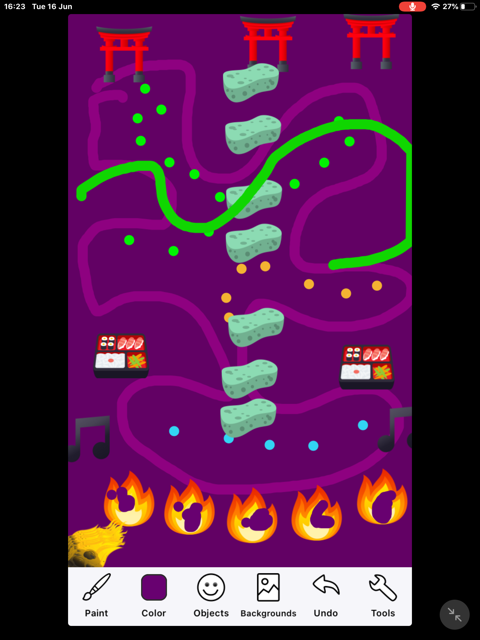 16:23 Tue 16 Jun 27%
Paint Color Objects Backgrounds Undo Tools